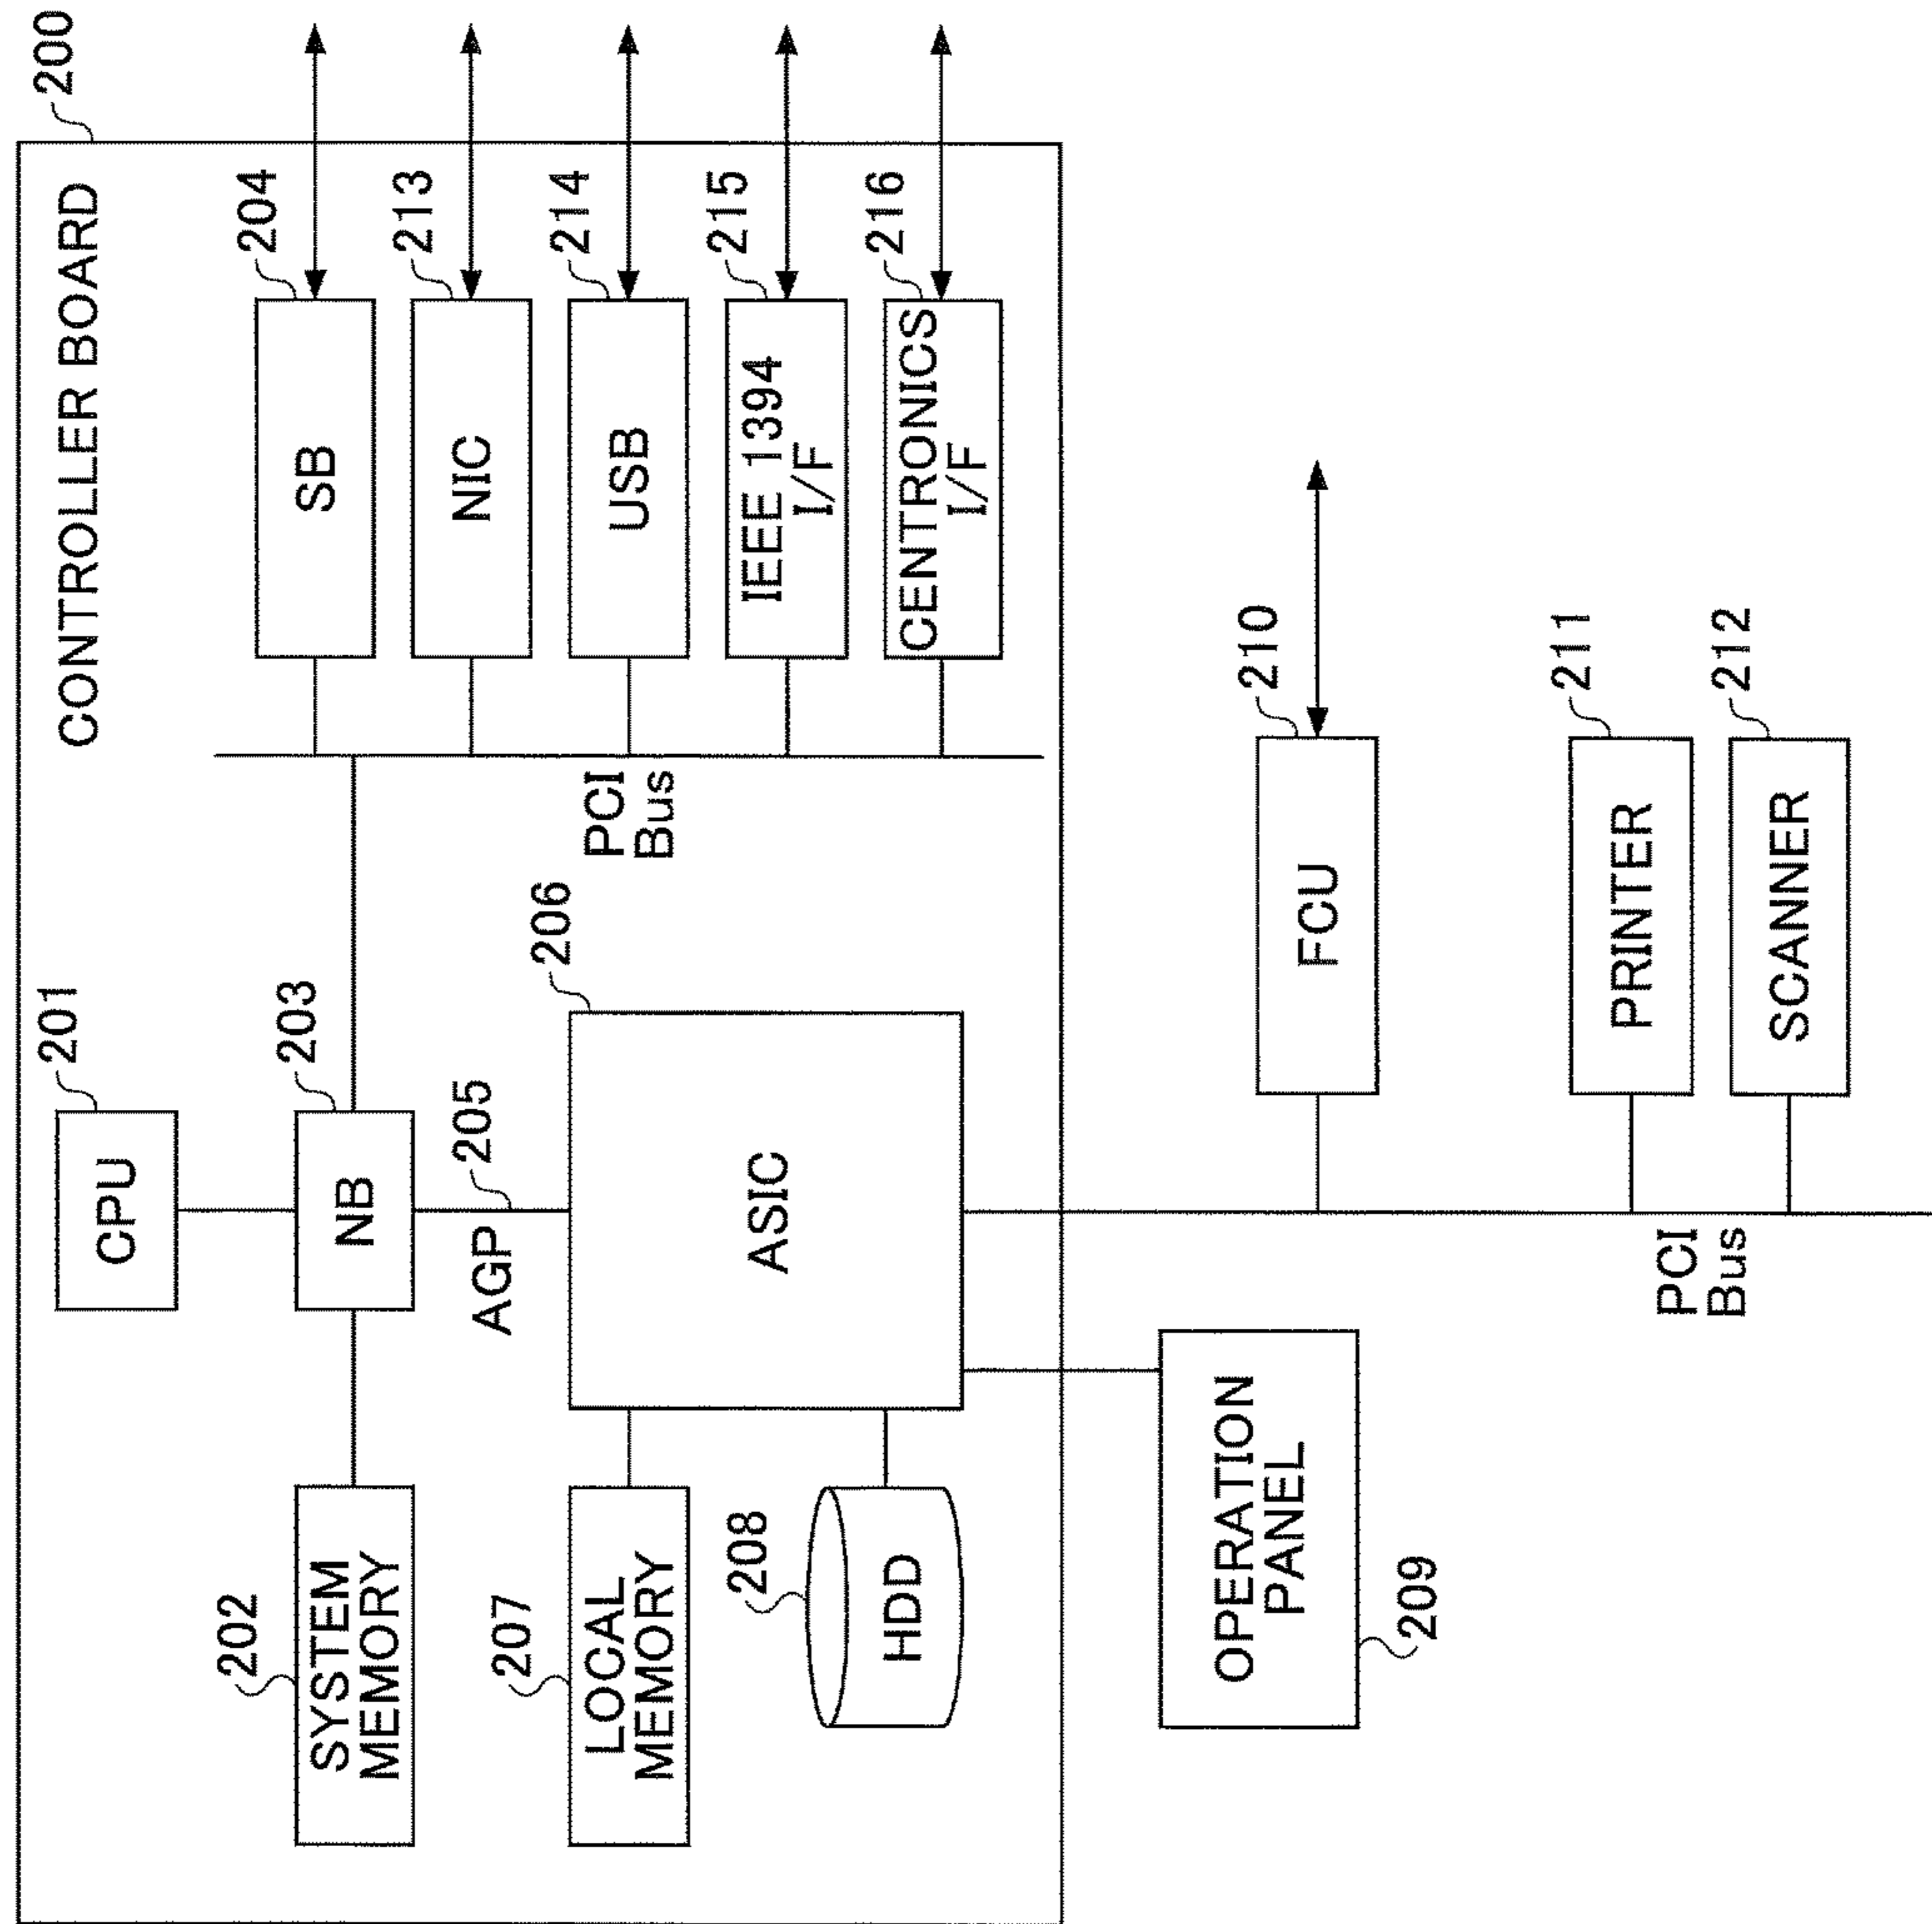 200
CONTROLLER BOARD
201
CPU
202
SYSTEM
MEMORY
203
NB
204
SB
205
AGP
213
NIC
206
ASIC
207
LOCAL
MEMORY
214
USB
PCI
Bus
208
HDD
215
IEEE 1394
I/F
216
CENTRONICS
I/F
OPERATION
PANEL
209
210
FCU
211
PRINTER
212
SCANNER
PCI
Bus